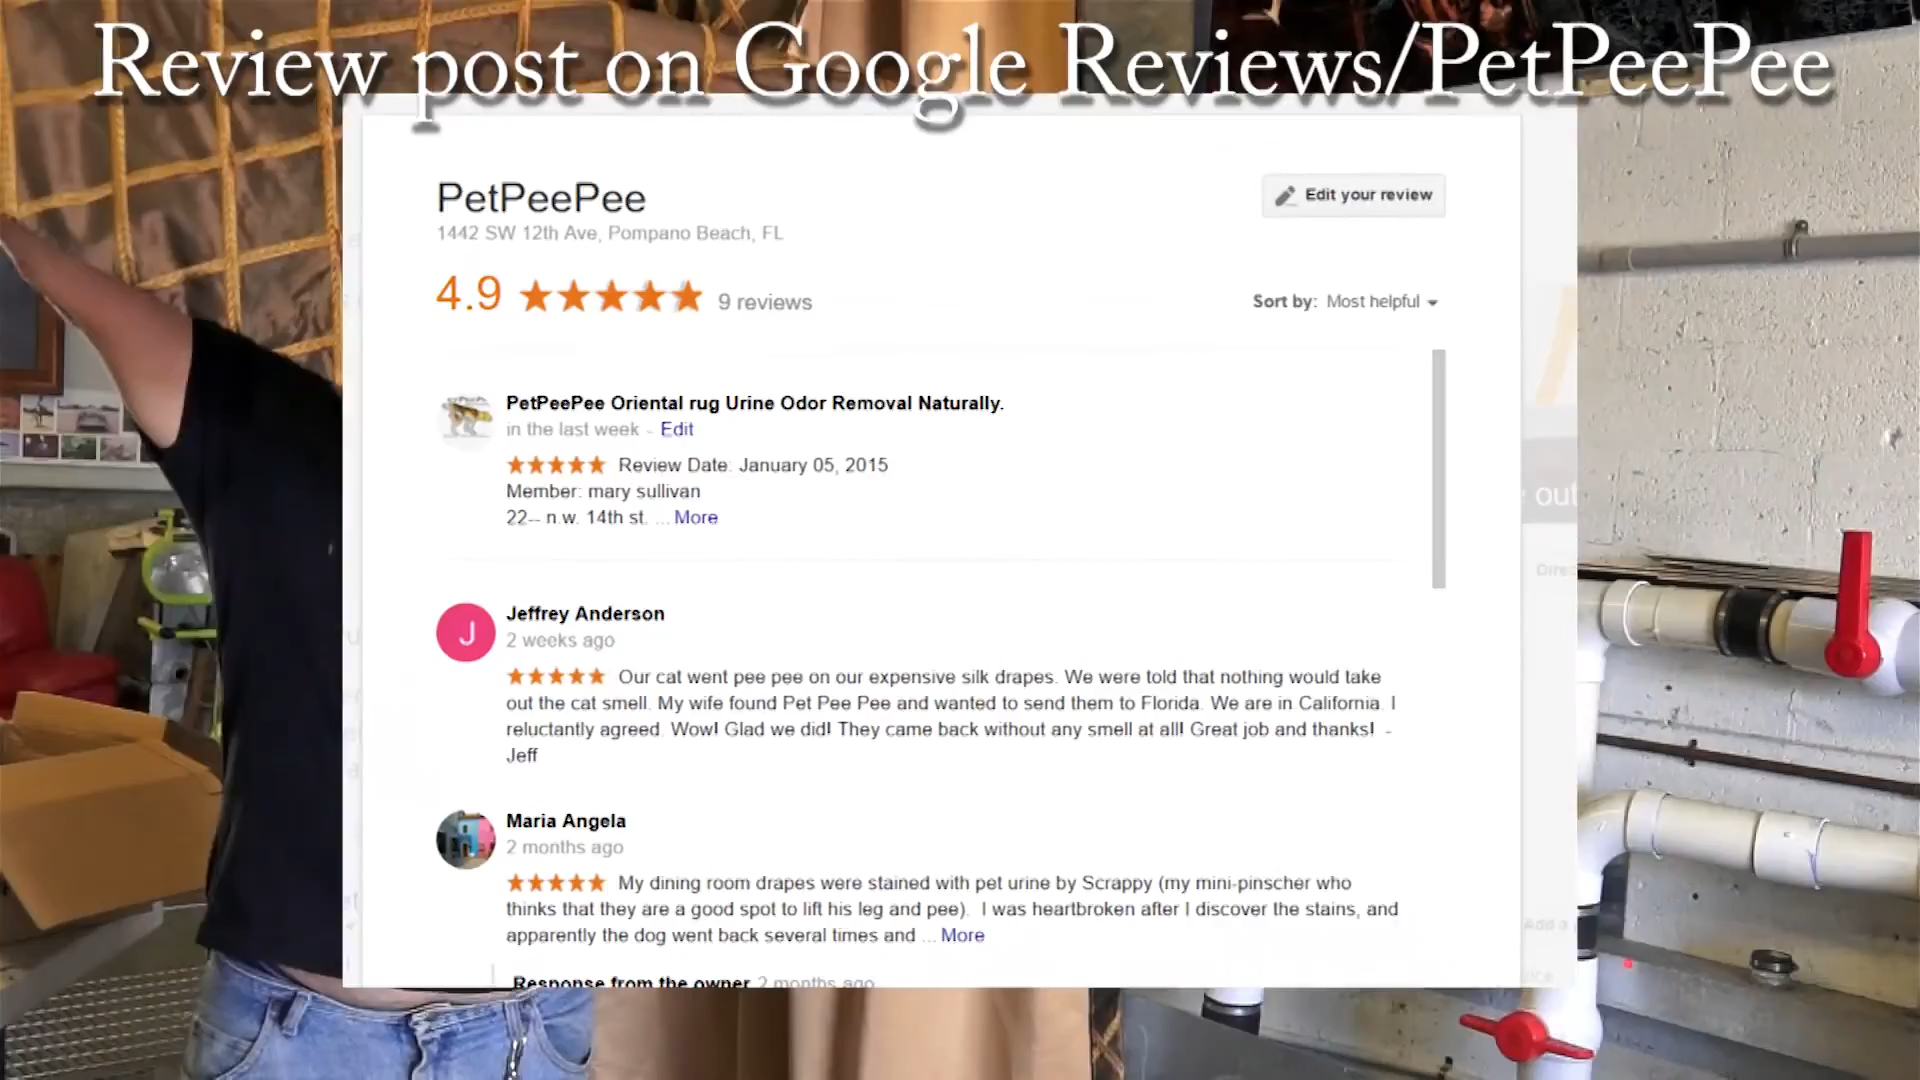 Review post on Google Reviews/PetPeePee
PetPeePee
Edit your review
1442 SW 12th Ave, Pompano Beach, FL
4.9 9 reviews
Sort by: Most helpful
PetPeePee Oriental rug Urine Odor Removal Naturally.
in the last week - Edit
Review Date: January 05, 2015
Member: mary sullivan
22-- n.w. 14th st. ... More
out
J
Jeffrey Anderson
2 weeks ago
Our cat went pee pee on our expensive silk drapes. We were told that nothing would take
out the cat smell. My wife found Pet Pee Pee and wanted to send them to Florida. We are in California. I
reluctantly agreed. Wow! Glad we did! They came back without any smell at all! Great job and thanks! -
Jeff
Maria Angela
2 months ago
My dining room drapes were stained with pet urine by Scrappy (my mini-pinscher who
thinks that they are a good spot to lift his leg and pee). I was heartbroken after I discover the stains, and
apparently the dog went back several times and ... More
Add a
Response from the owner 2 months ago